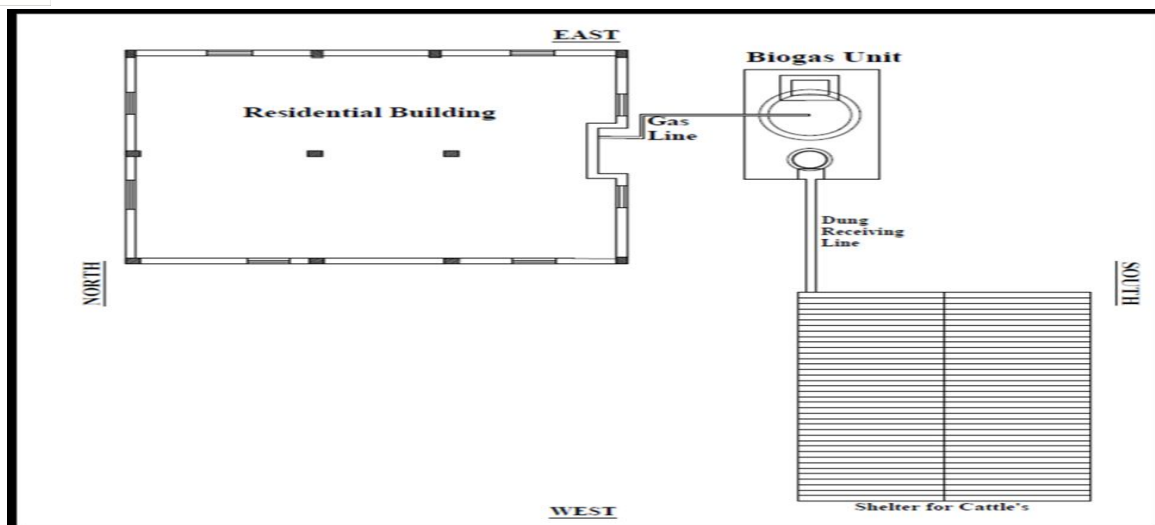 EAST
Biogas Unit
Residential Building
Gas
Line
Dung
Receiving
Line
NORTH
SOUTH
Shelter for Cattle's
WEST